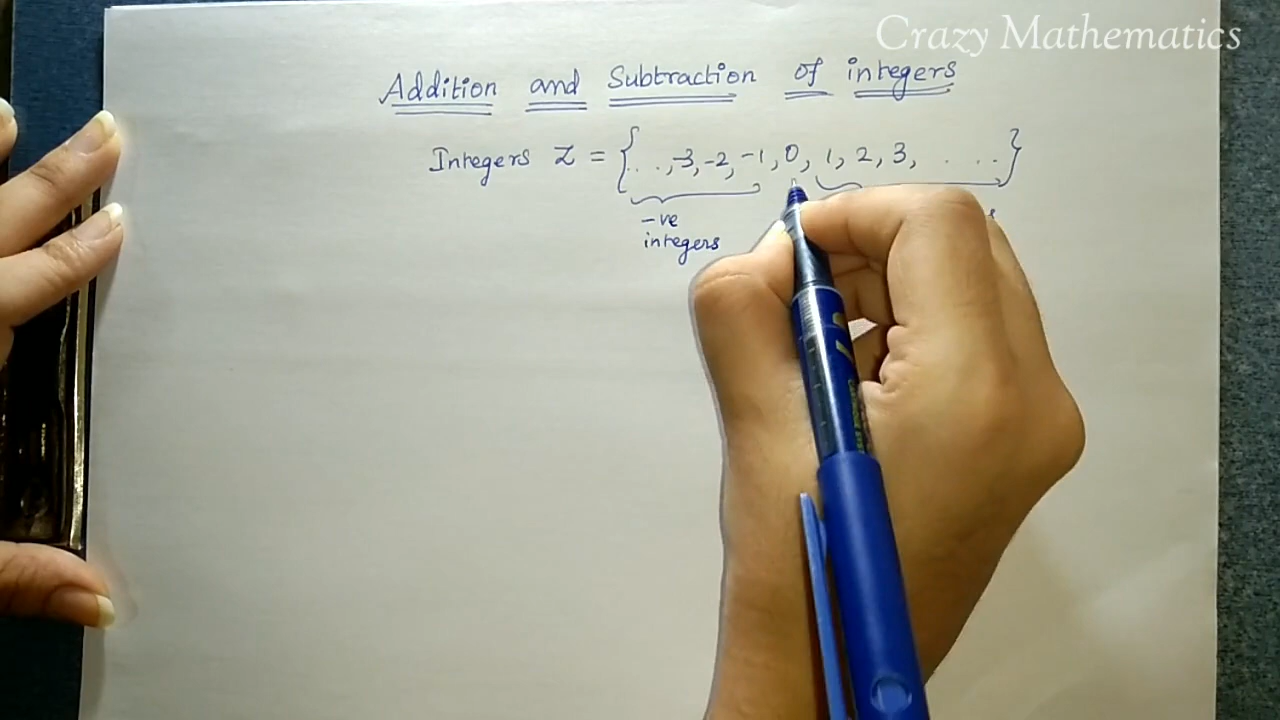 Crazy Mathematics
Addition and Subtraction of integers
Integers Z = { . . . , -3, -2, -1, 0, 1, 2, 3, . . . . }
-ve
integers